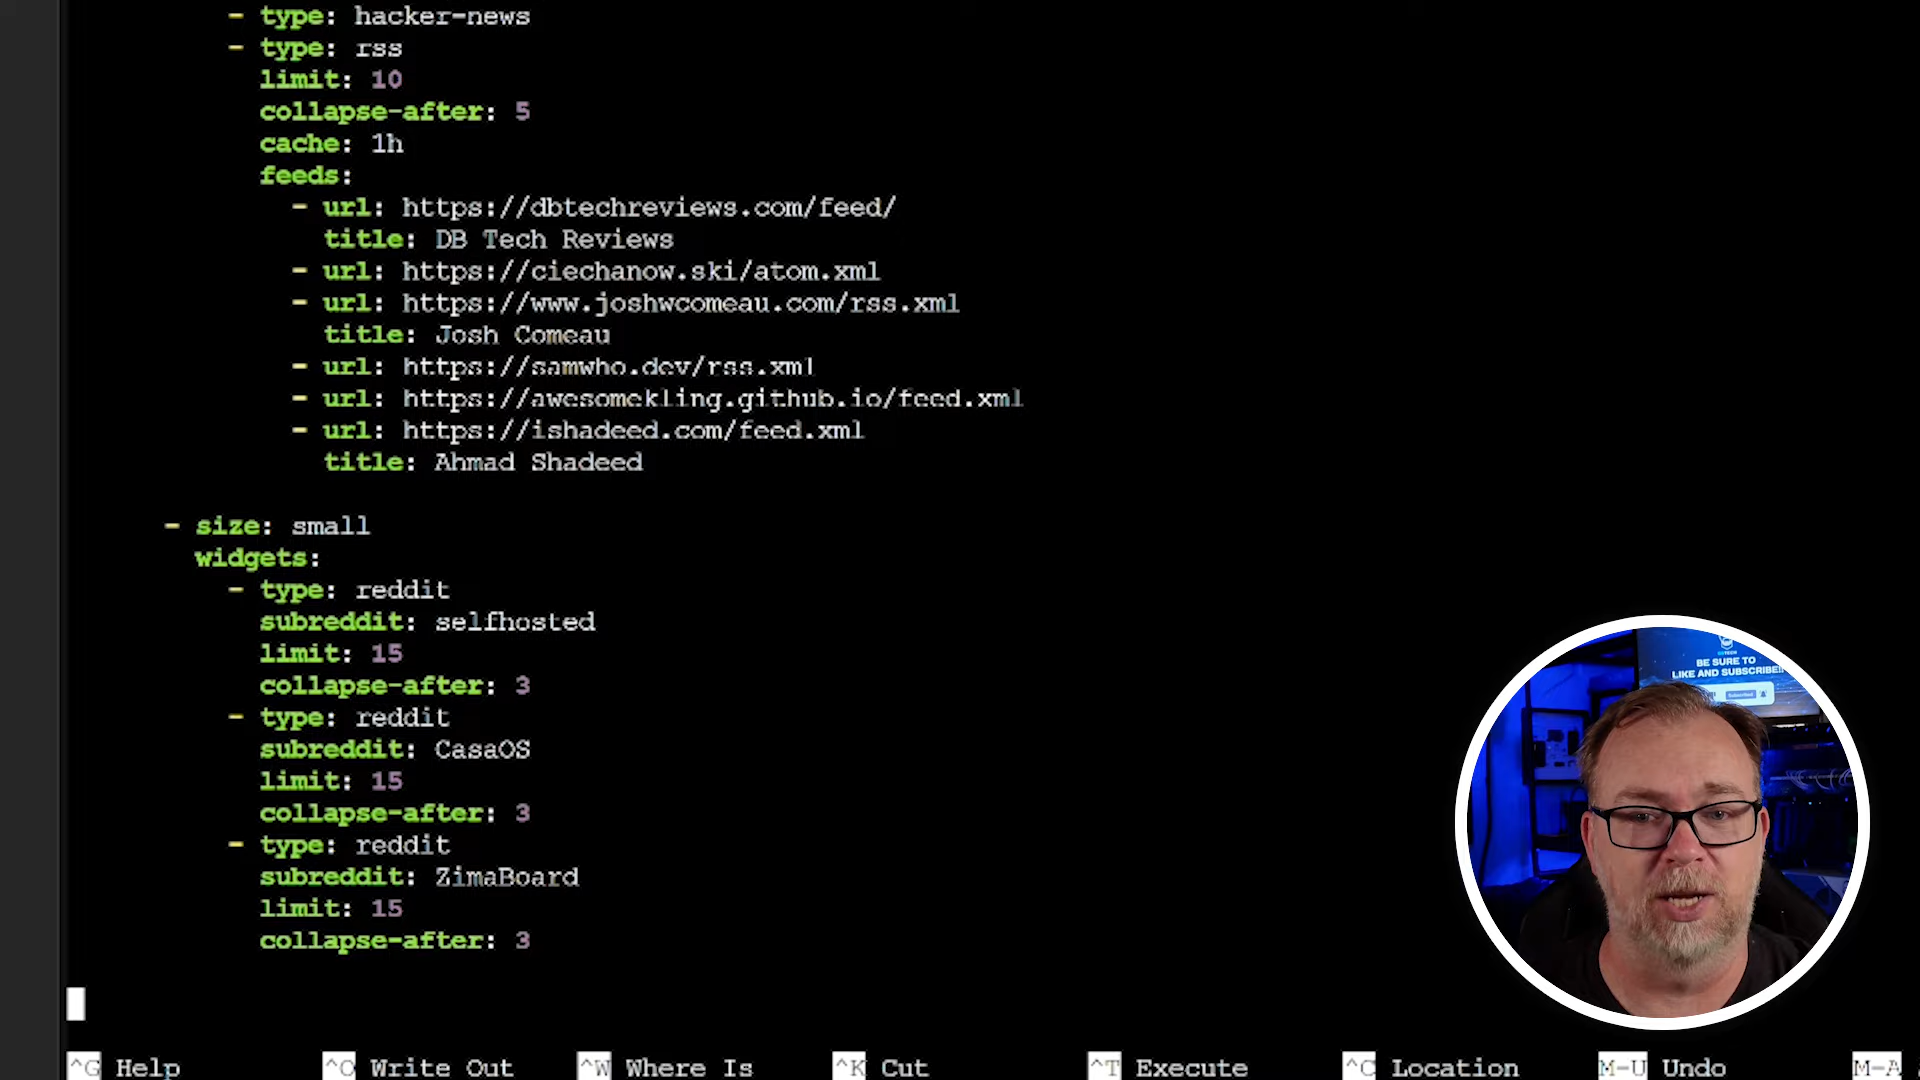 - type: hacker-news
- type: rss
limit: 10
collapse-after: 5
cache: 1h
feeds:
- url: https://dbtechreviews.com/feed/
title: DB Tech Reviews
- url: https://ciechanow.ski/atom.xml
- url: https://www.joshwcomeau.com/rss.xml
title: Josh Comeau
- url: https://samwho.dev/rss.xml
- url: https://awesomekling.github.io/feed.xml
- url: https://ishadeed.com/feed.xml
title: Ahmad Shadeed
- size: small
widgets:
- type: reddit
subreddit: selfhosted
limit: 15
collapse-after: 3
- type: reddit
subreddit: CasaOS
limit: 15
collapse-after: 3
- type: reddit
subreddit: ZimaBoard
limit: 15
collapse-after: 3
BE SURE TO
LIKE AND SUBSCRIBE!
Subscribed
^G Help ^O Write Out ^W Where Is ^K Cut ^T Execute ^C Location M-U Undo M-A